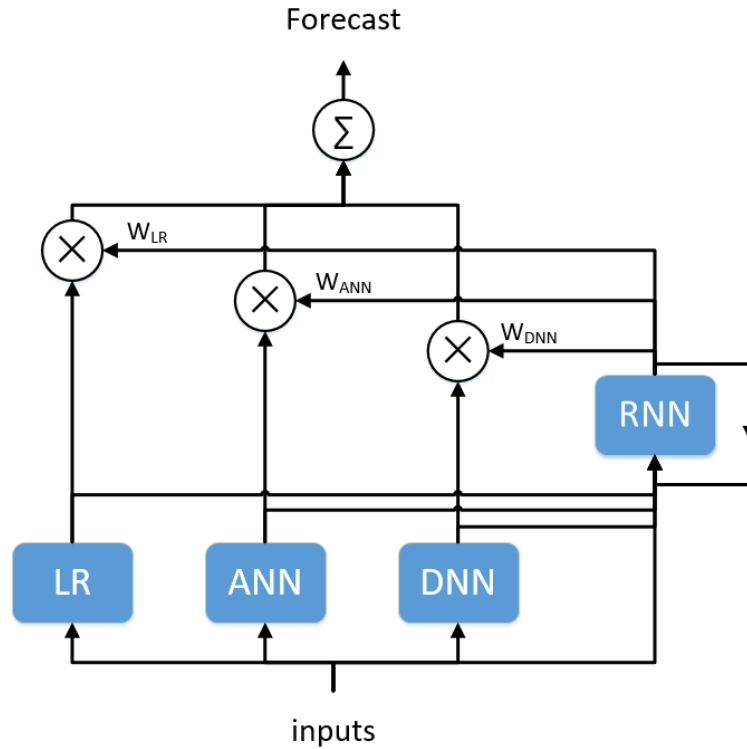 Forecast
Σ
W_LR
W_ANN
W_DNN
RNN
LR
ANN
DNN
inputs